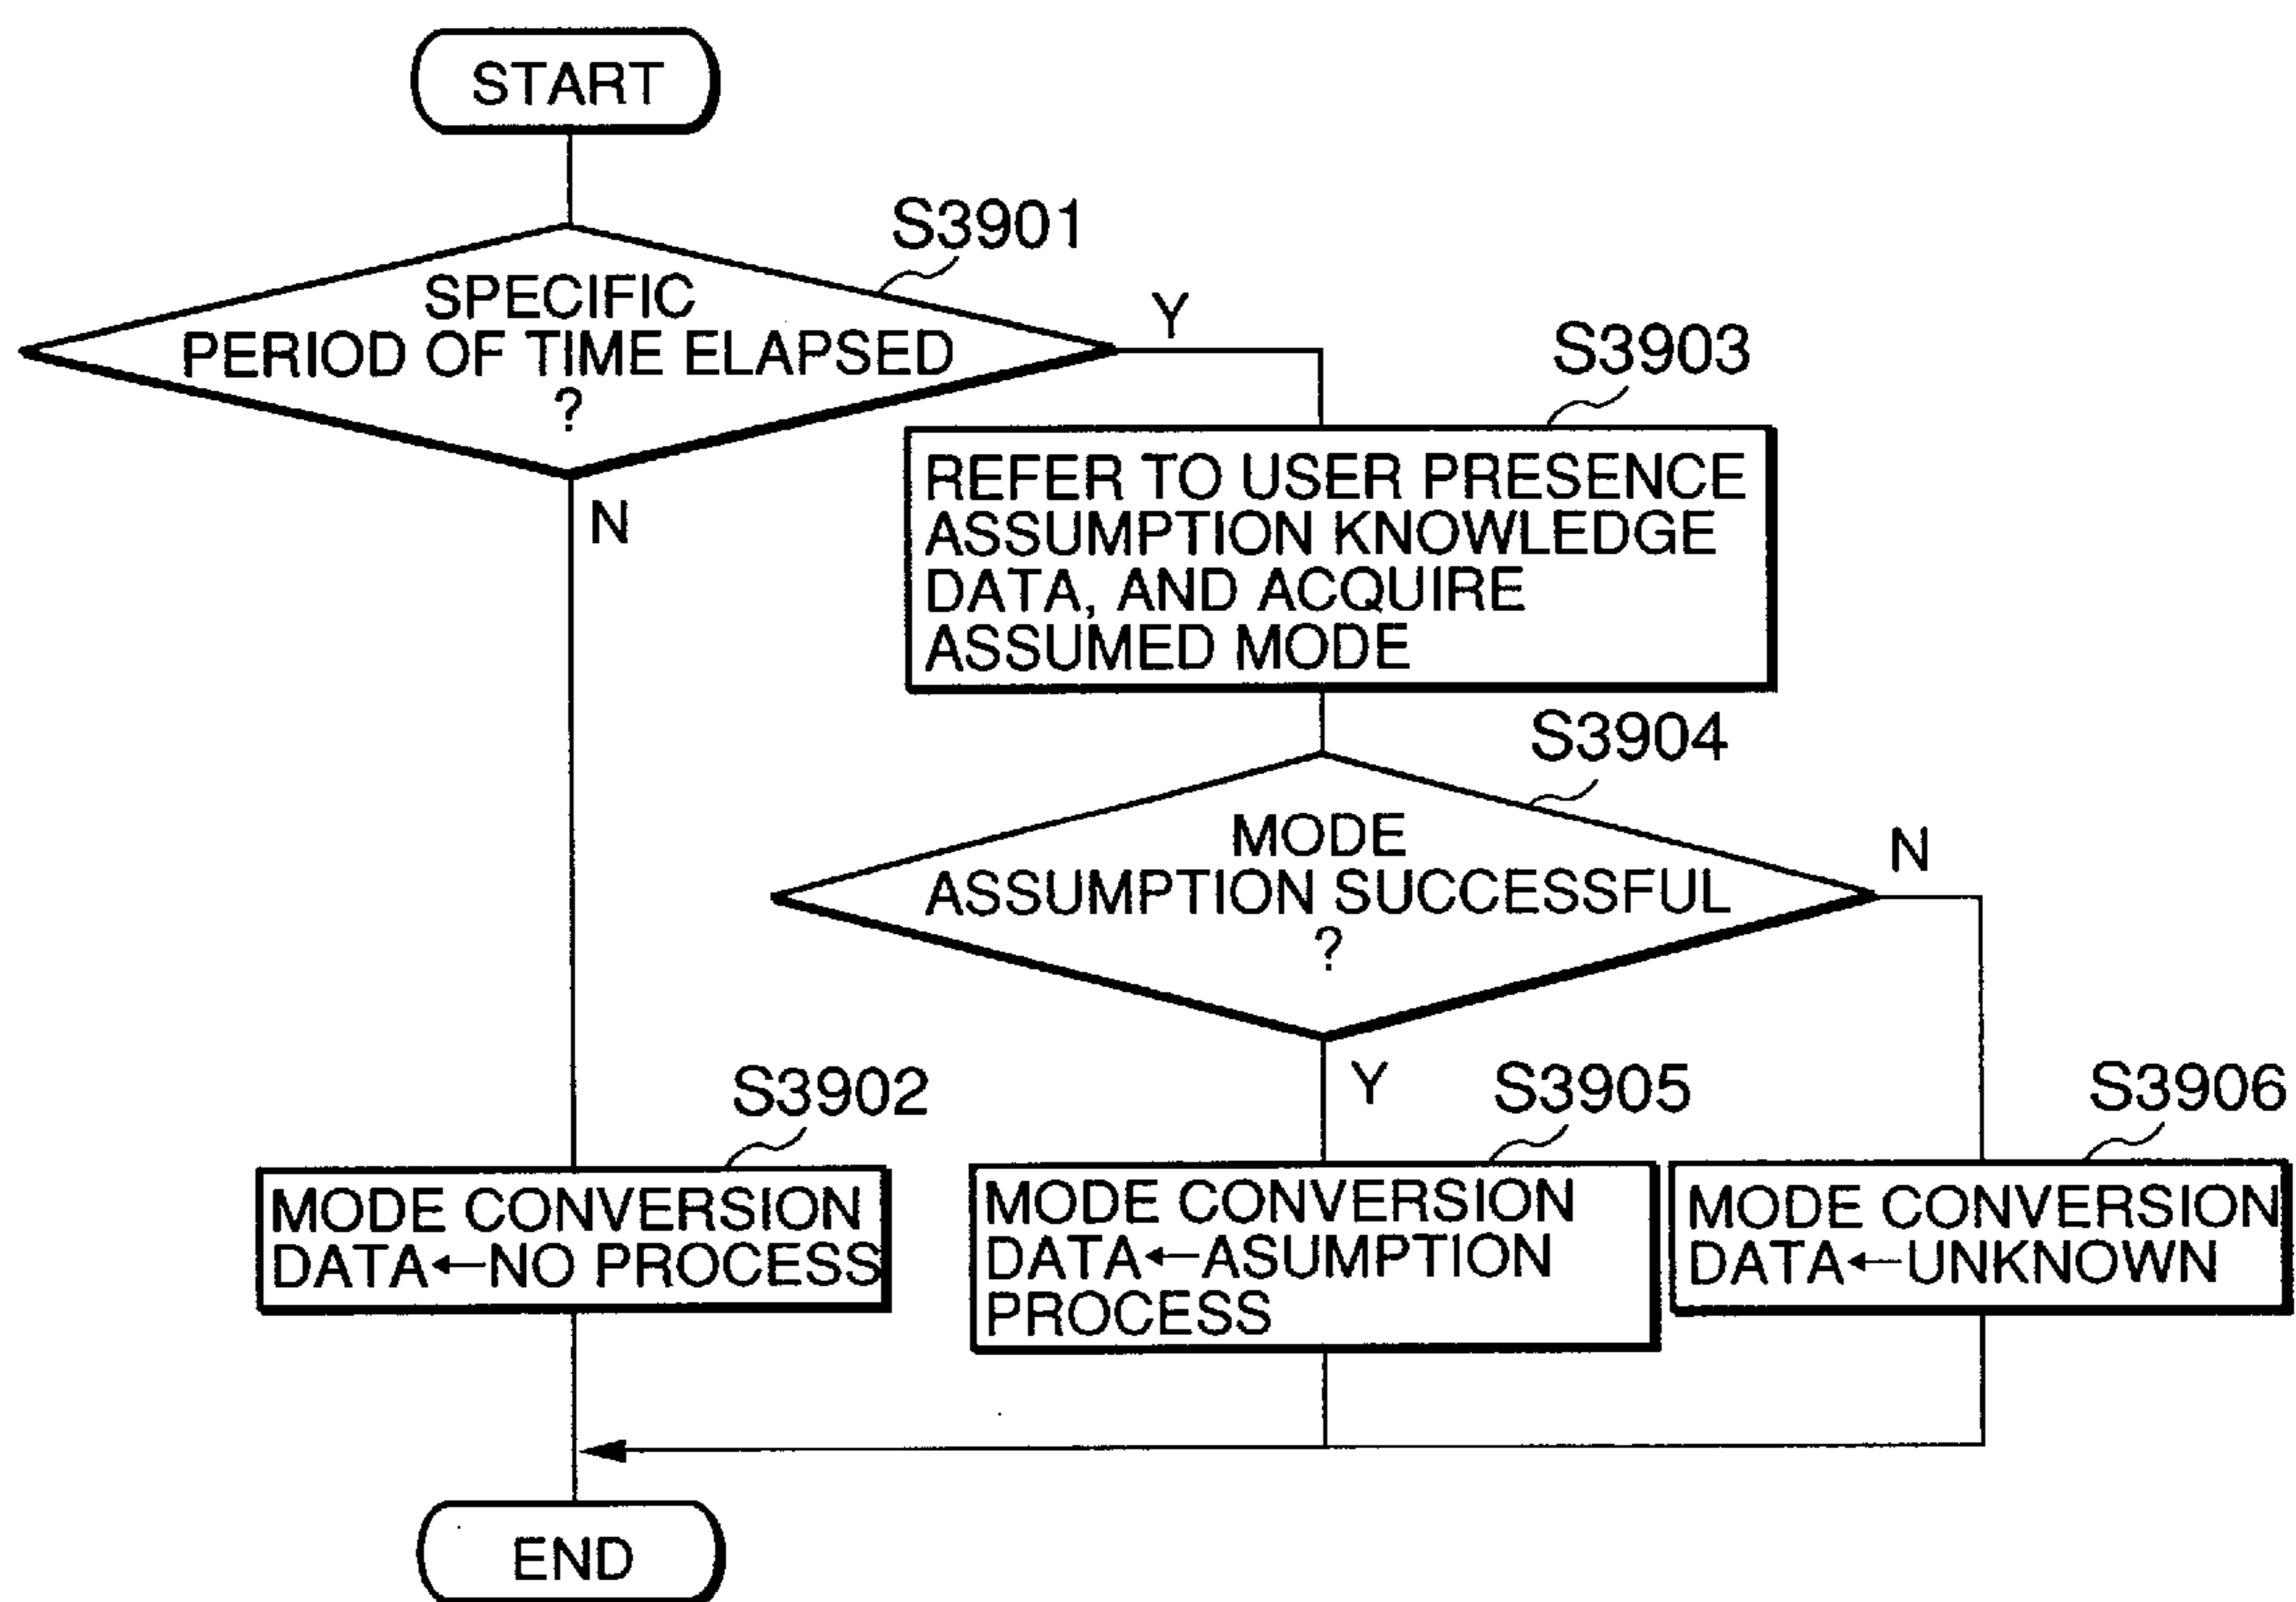 START
S3901
SPECIFIC
PERIOD OF TIME ELAPSED
?
Y
N
S3903
REFER TO USER PRESENCE
ASSUMPTION KNOWLEDGE
DATA, AND ACQUIRE
ASSUMED MODE
S3904
MODE
ASSUMPTION SUCCESSFUL
?
N
Y
S3902
MODE CONVERSION
DATA←NO PROCESS
S3905
MODE CONVERSION
DATA←ASUMPTION
PROCESS
S3906
MODE CONVERSION
DATA←UNKNOWN
END